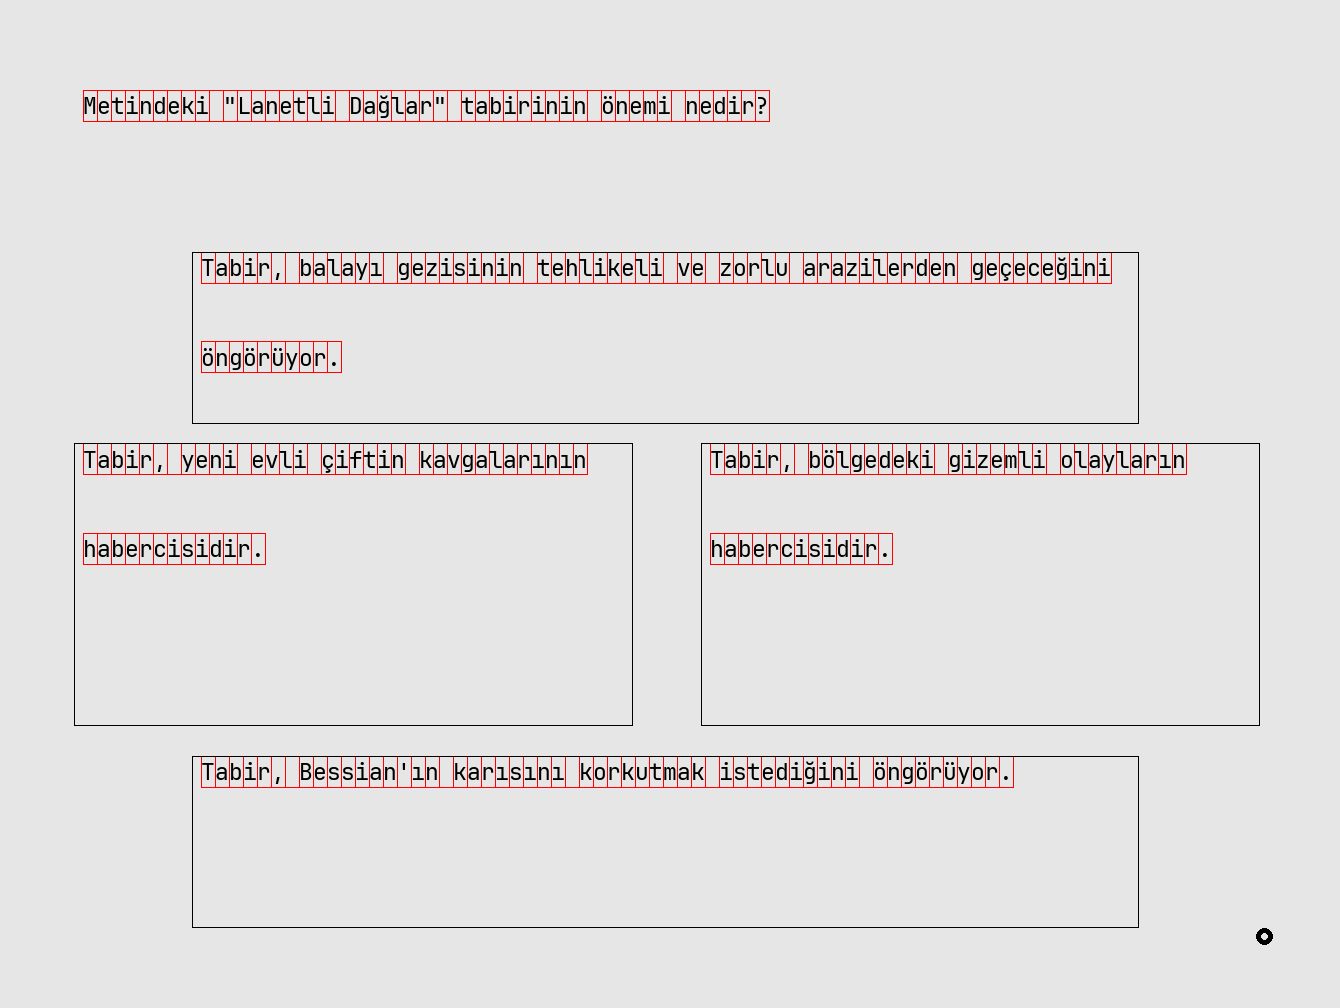 Metindeki "Lanetli Dağlar" tabirinin önemi nedir?
Tabir, balayı gezisinin tehlikeli ve zorlu arazilerden geçeceğini
öngörüyor.
Tabir, yeni evli çiftin kavgalarının
habercisidir.
Tabir, bölgedeki gizemli olayların
habercisidir.
Tabir, Bessian'ın karısını korkutmak istediğini öngörüyor.